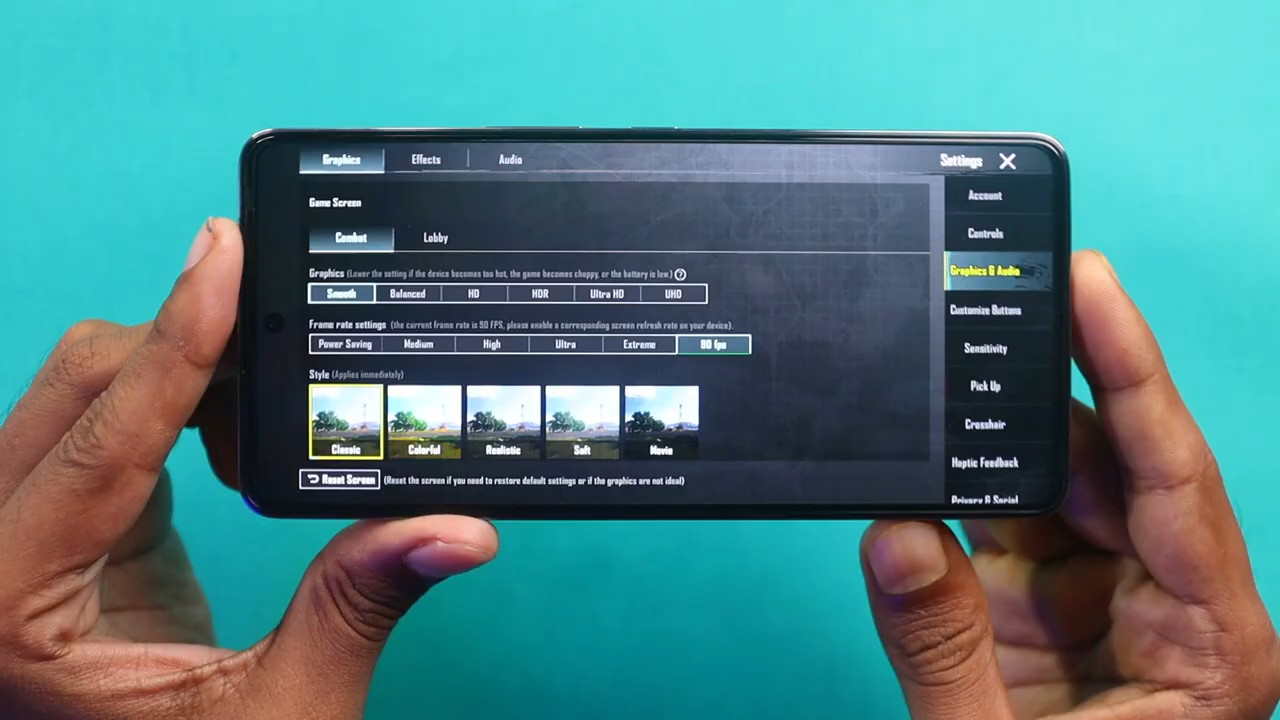 Graphics Effects Audio Settings X
Account
Game Screen
Controls
Combat Lobby
Graphics & Audio
Graphics (Lower the setting if the device becomes too hot, the game becomes choppy, or the battery is low.) ?
Smooth Balanced HD HDR Ultra HD UHD
Customize Buttons
Frame rate settings (the current frame rate is 90 FPS, please enable a corresponding screen refresh rate on your device).
Power Saving Medium High Ultra Extreme 90 fps
Sensitivity
Style (Applies immediately)
Pick Up
Crosshair
Classic Colorful Realistic Soft Movie
Haptic Feedback
Reset Screen (Reset the screen if you need to restore default settings or if the graphics are not ideal)
Privacy & Social